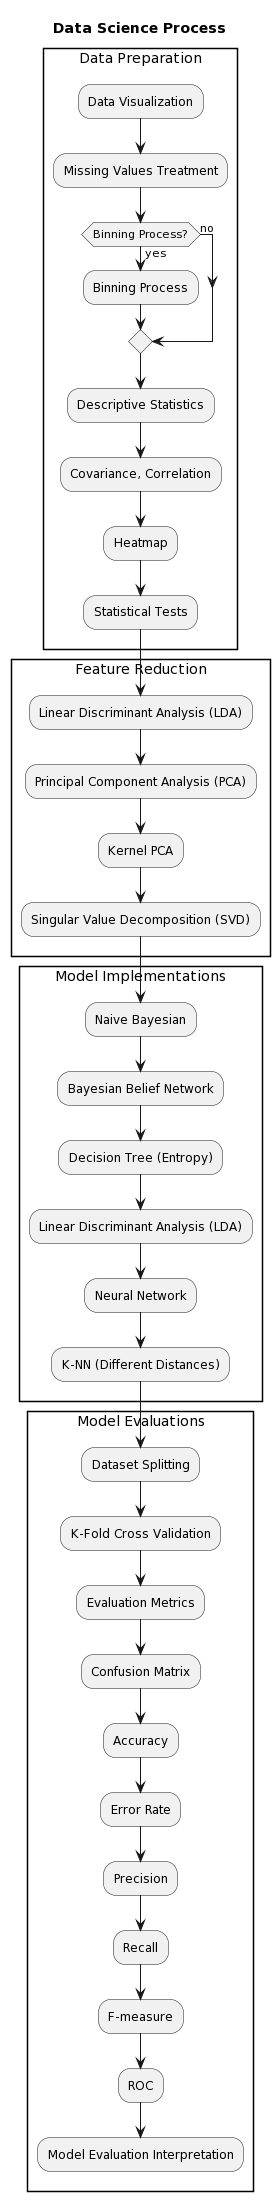 Data Science Process
Data Preparation
Data Visualization
Missing Values Treatment
Binning Process?
no
yes
Binning Process
Descriptive Statistics
Covariance, Correlation
Heatmap
Statistical Tests
Feature Reduction
Linear Discriminant Analysis (LDA)
Principal Component Analysis (PCA)
Kernel PCA
Singular Value Decomposition (SVD)
Model Implementations
Naive Bayesian
Bayesian Belief Network
Decision Tree (Entropy)
Linear Discriminant Analysis (LDA)
Neural Network
K-NN (Different Distances)
Model Evaluations
Dataset Splitting
K-Fold Cross Validation
Evaluation Metrics
Confusion Matrix
Accuracy
Error Rate
Precision
Recall
F-measure
ROC
Model Evaluation Interpretation